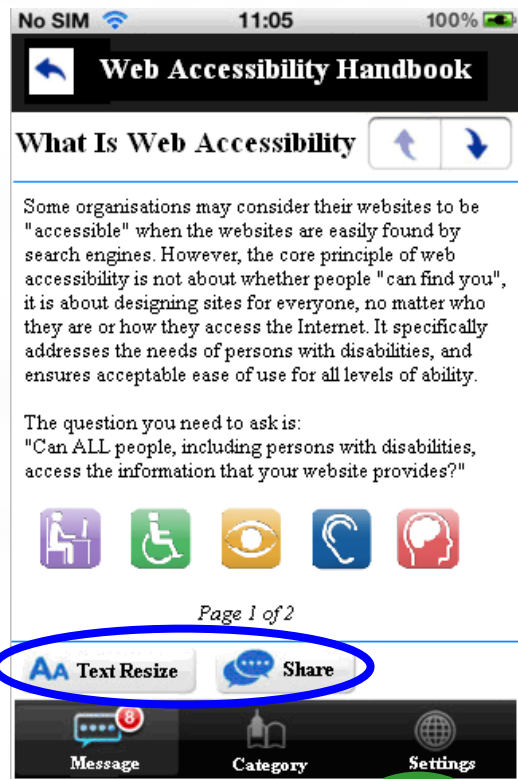 No SIM 11:05 100%
Web Accessibility Handbook
What Is Web Accessibility
Some organisations may consider their websites to be
"accessible" when the websites are easily found by
search engines. However, the core principle of web
accessibility is not about whether people "can find you",
it is about designing sites for everyone, no matter who
they are or how they access the Internet. It specifically
addresses the needs of persons with disabilities, and
ensures acceptable ease of use for all levels of ability.
The question you need to ask is:
"Can ALL people, including persons with disabilities,
access the information that your website provides?"
Page 1 of 2
AA Text Resize Share
8
Message Category Settings